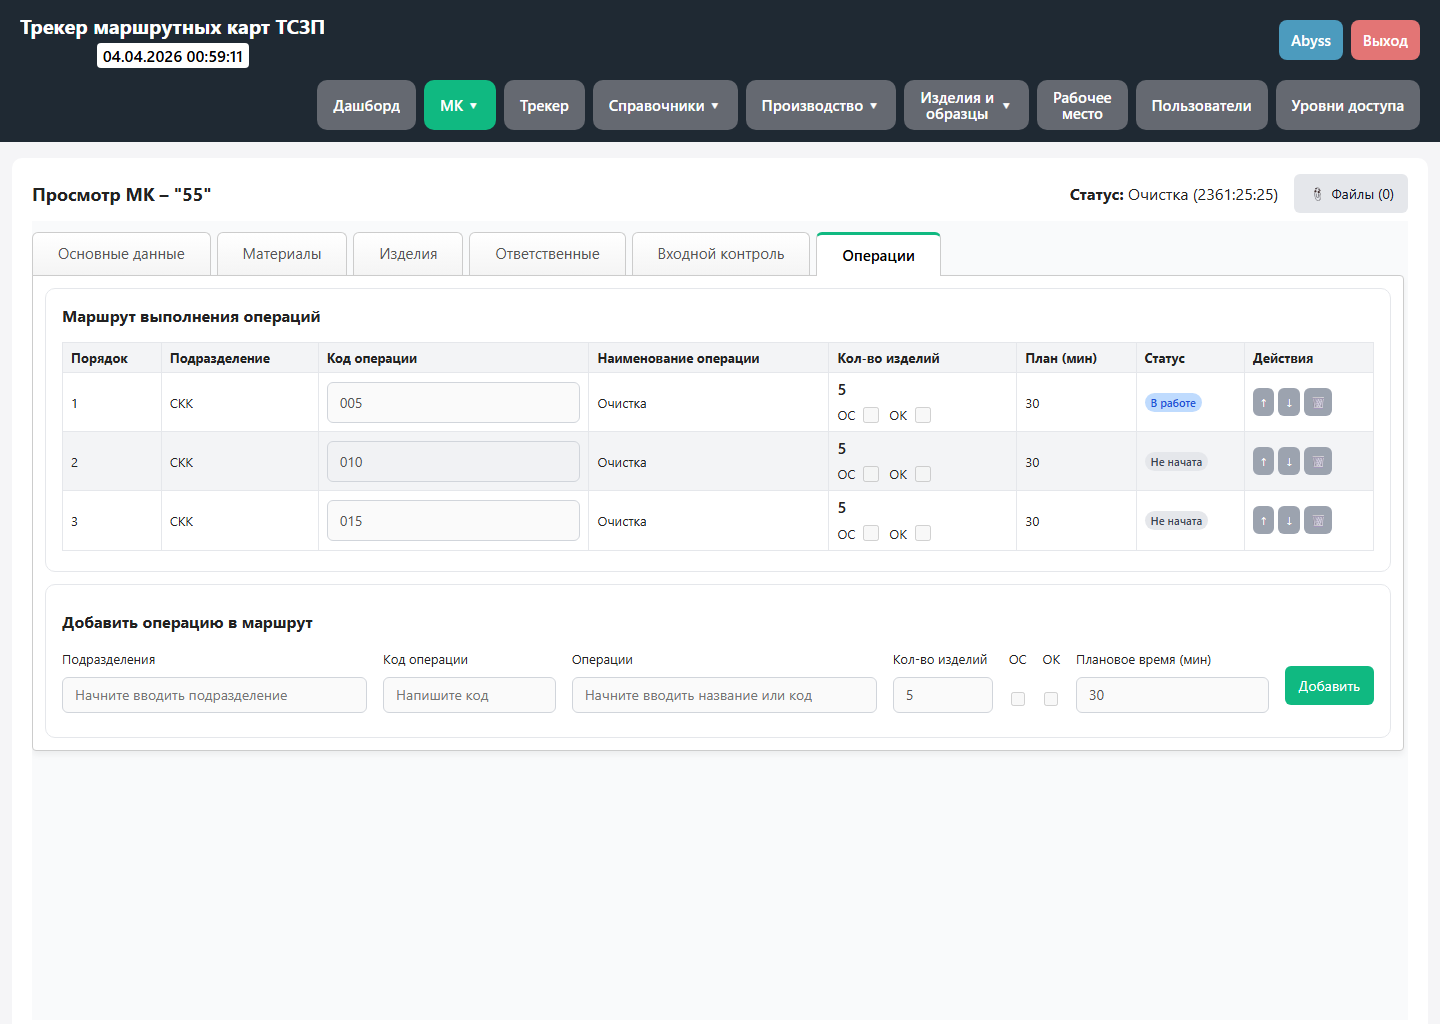 Трекер маршрутных карт ТСЗП
04.04.2026 00:59:11
Abyss
Выход
Дашборд
МК ▼
Трекер
Справочники ▼
Производство ▼
Изделия и образцы ▼
Рабочее место
Пользователи
Уровни доступа
Просмотр МК – "55"
Статус: Очистка (2361:25:25)
Файлы (0)
Основные данные
Материалы
Изделия
Ответственные
Входной контроль
Операции
Маршрут выполнения операций
Порядок Подразделение Код операции Наименование операции Кол-во изделий План (мин) Статус Действия
1 СКК 005 Очистка 5 ОС ОК 30 В работе ↑ ↓
2 СКК 010 Очистка 5 ОС ОК 30 Не начата ↑ ↓
3 СКК 015 Очистка 5 ОС ОК 30 Не начата ↑ ↓
Добавить операцию в маршрут
Подразделения Код операции Операции Кол-во изделий ОС ОК Плановое время (мин)
Начните вводить подразделение Напишите код Начните вводить название или код 5 30 Добавить